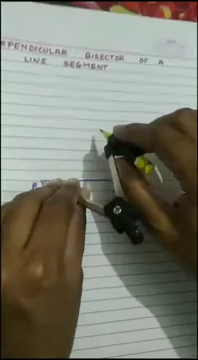 RPENDICULAR BISECTOR OF A
LINE SEGMENT